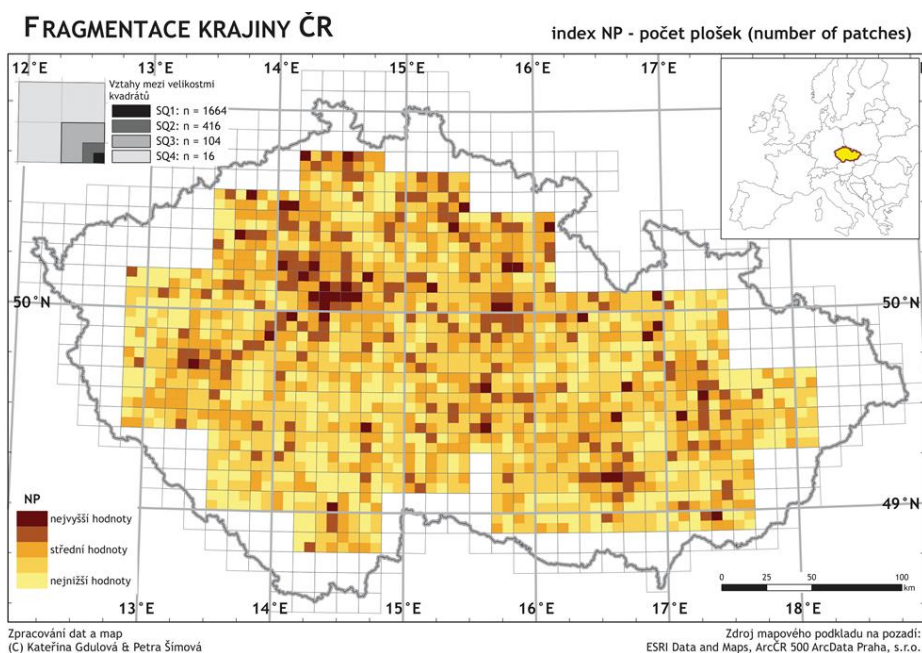 FRAGMENTACE KRAJINY ČR
index NP - počet plošek (number of patches)
12°E 13°E 14°E 15°E 16°E 17°E
Vztahy mezi velikostmi
kvadrátů
SQ1: n = 1664
SQ2: n = 416
SQ3: n = 104
SQ4: n = 16
50°N 50°N
49°N
NP
nejvyšší hodnoty
střední hodnoty
nejnižší hodnoty
0 25 50 100
km
13°E 14°E 15°E 16°E 17°E 18°E
Zpracování dat a map
(C) Kateřina Gdulová & Petra Šímová
Zdroj mapového podkladu na pozadi:
ESRI Data and Maps, ArcČR 500 ArcData Praha, s.r.o.